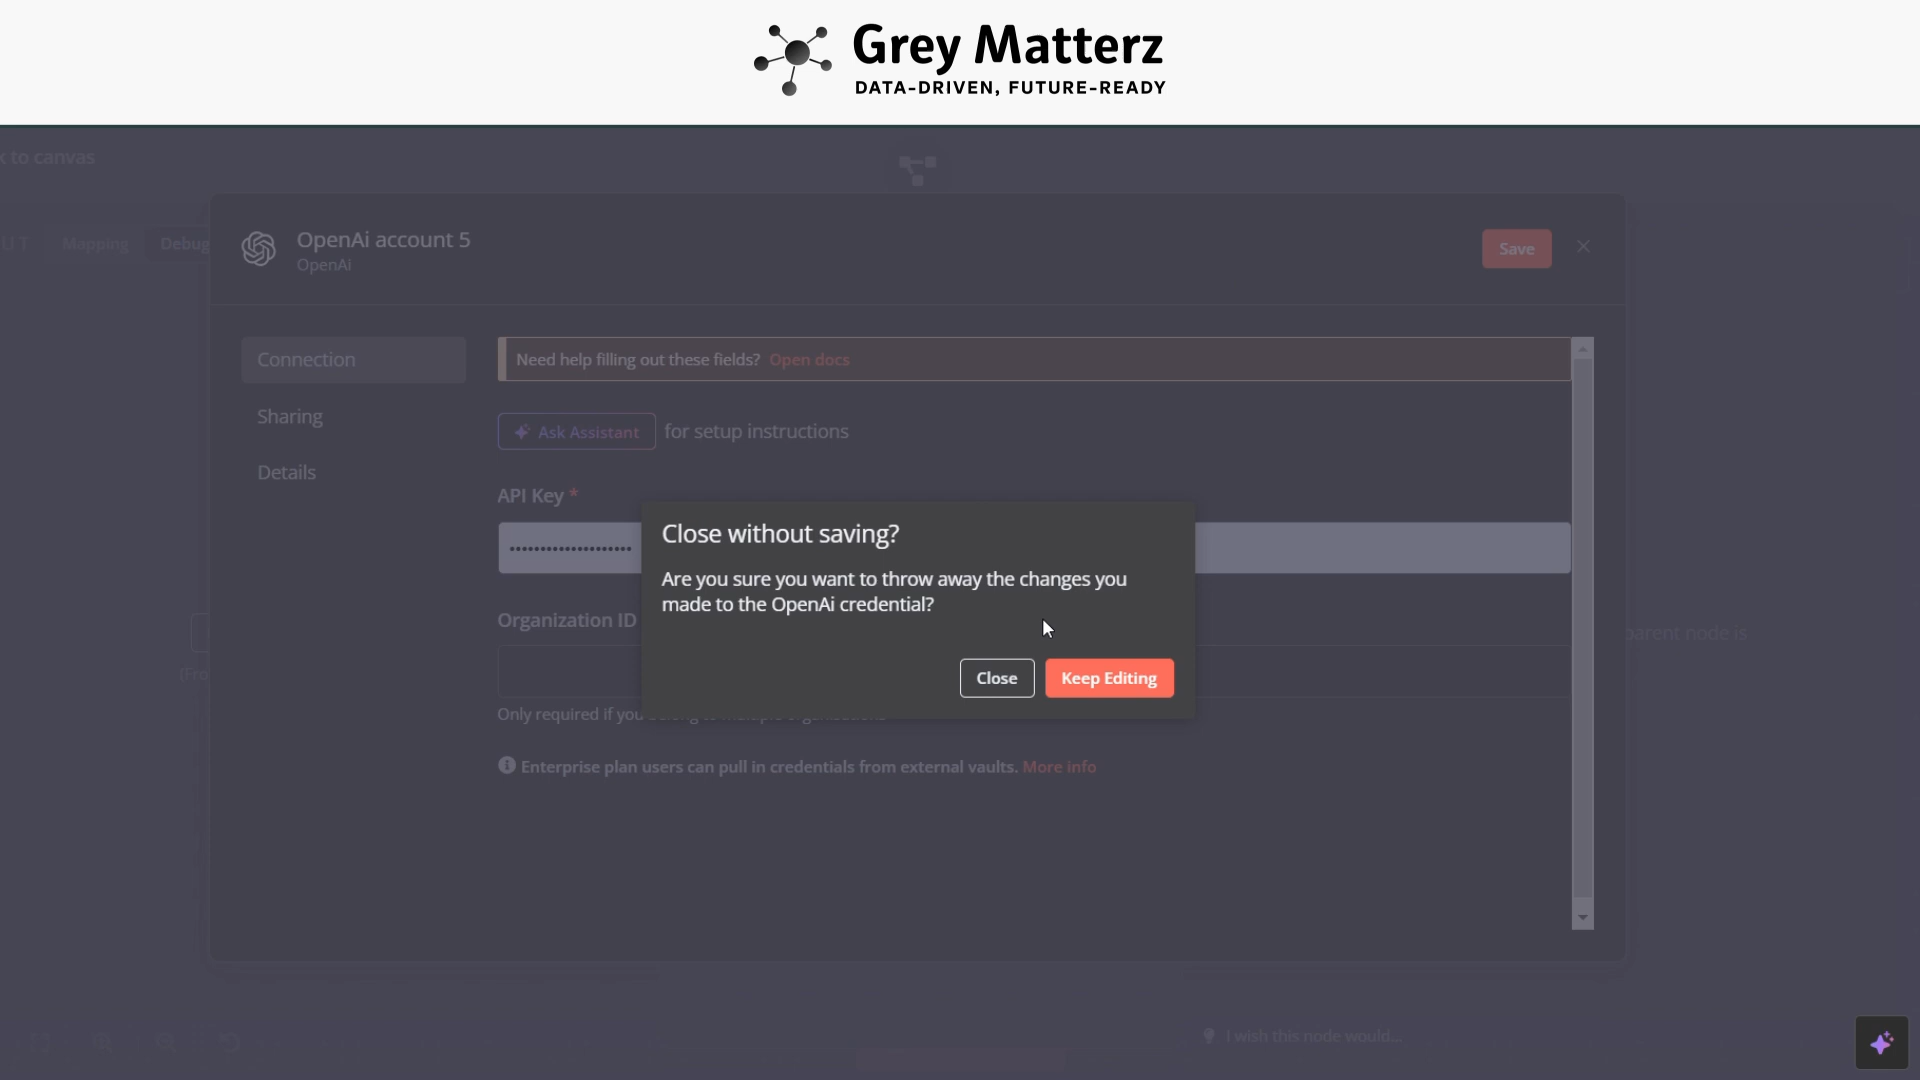 Grey Matterz
DATA-DRIVEN, FUTURE-READY
to canvas
Mapping
Debug
OpenAi account 5
OpenAi
Save
Connection
Sharing
Details
Need help filling out these fields? Open docs
Ask Assistant for setup instructions
API Key *
••••••••••••••••••••
Close without saving?
Are you sure you want to throw away the changes you
made to the OpenAi credential?
Close
Keep Editing
Organization ID
Only required if you
parent node is
Enterprise plan users can pull in credentials from external vaults. More info
I wish this node would...